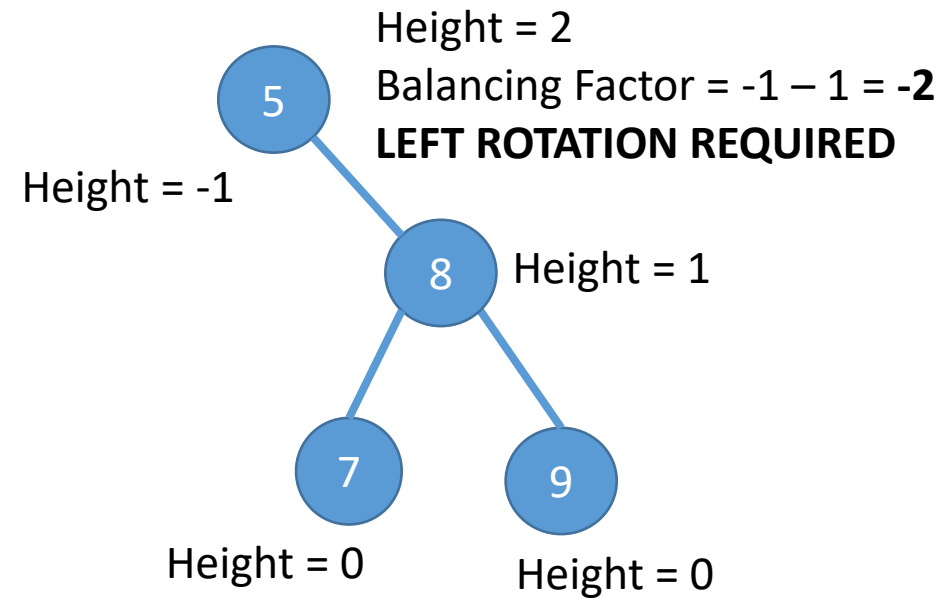 Height = 2
5
Balancing Factor = -1 – 1 = -2
LEFT ROTATION REQUIRED
Height = -1
8
Height = 1
7
9
Height = 0
Height = 0